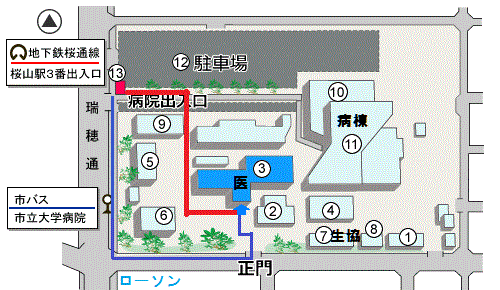 地下鉄桜通線
桜山駅3番出入口
⑬
⑫ 駐車場
病院出入口
瑞穂通
⑨
⑩
病棟
⑪
⑤
③
医
⑥
②
④
市バス
市立大学病院
⑦
生協
⑧
①
正門
ローソン